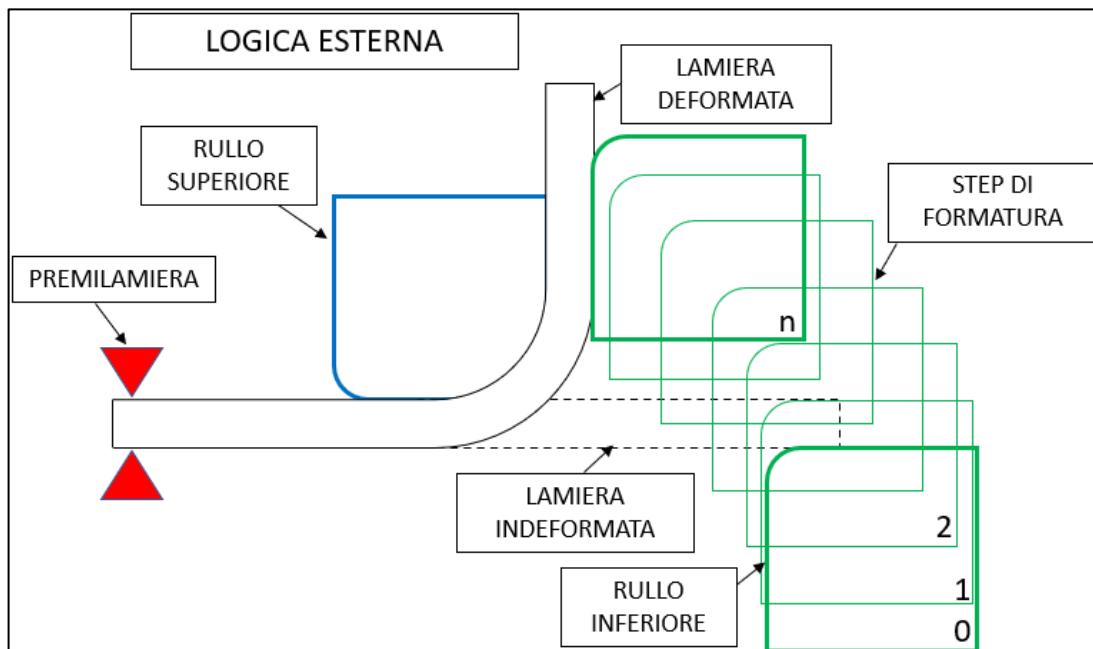 LOGICA ESTERNA
LAMIERA
DEFORMATA
RULLO
SUPERIORE
STEP DI
FORMATURA
PREMILAMIERA
n
LAMIERA
INDEFORMATA
2
RULLO
INFERIORE
1
0